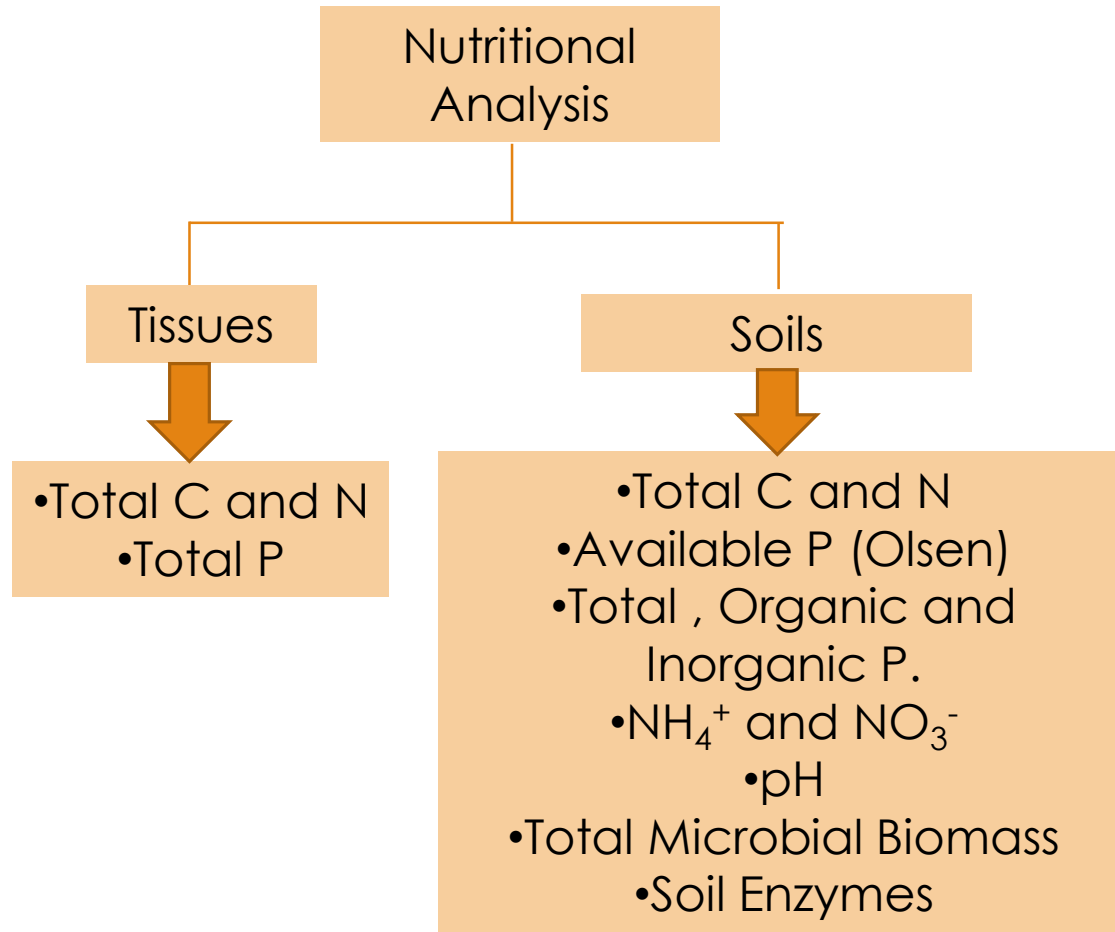 Nutritional
Analysis
Tissues
Soils
•Total C and N
•Total P
•Total C and N
•Available P (Olsen)
•Total , Organic and
Inorganic P.
•NH₄⁺ and NO₃⁻
•pH
•Total Microbial Biomass
•Soil Enzymes